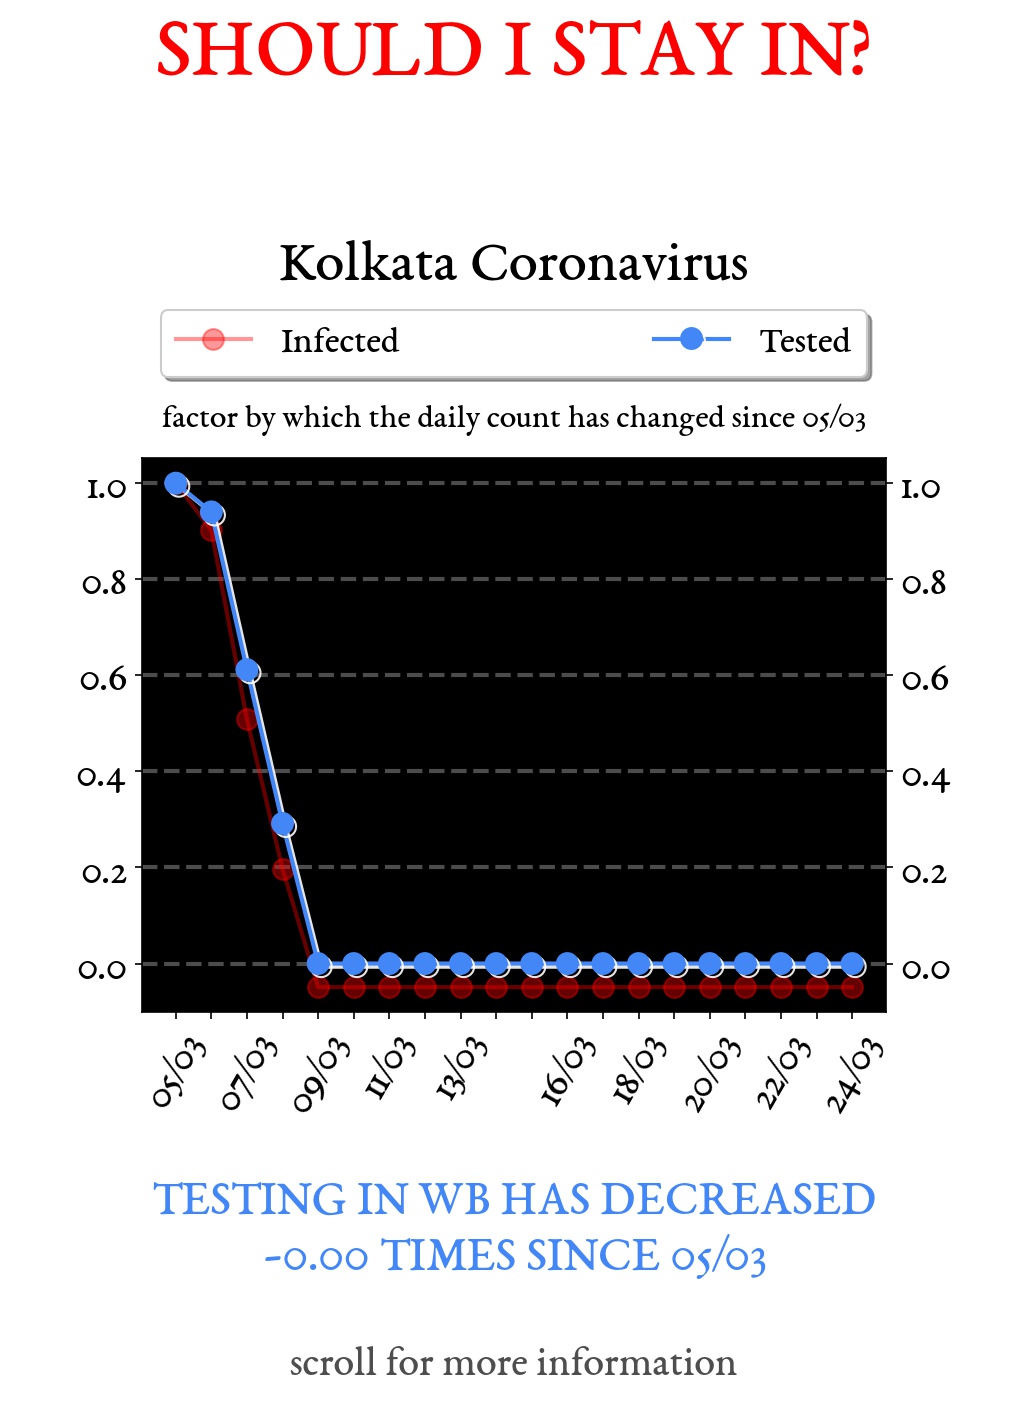 SHOULD I STAY IN?
Kolkata Coronavirus
Infected Tested
factor by which the daily count has changed since 05/03
1.0 1.0
0.8 0.8
0.6 0.6
0.4 0.4
0.2 0.2
0.0 0.0
05/03 07/03 09/03 11/03 13/03 16/03 18/03 20/03 22/03 24/03
TESTING IN WB HAS DECREASED
-0.00 TIMES SINCE 05/03
scroll for more information